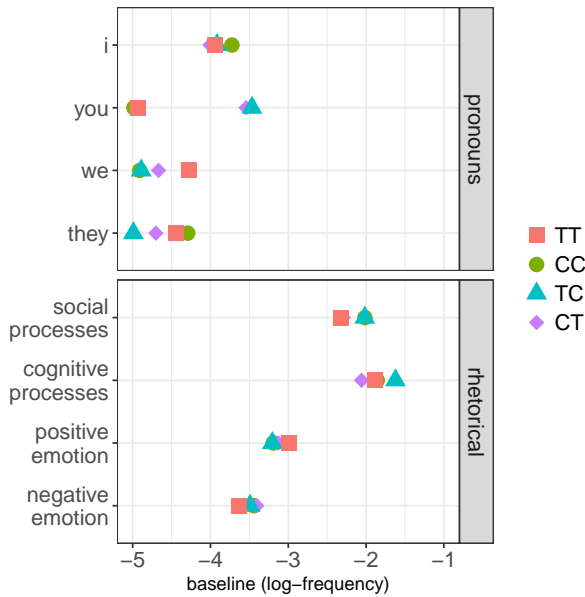 i
you
we
they
pronouns
social
processes
cognitive
processes
positive
emotion
negative
emotion
rhetorical
−5 −4 −3 −2 −1
baseline (log−frequency)
TT
CC
TC
CT